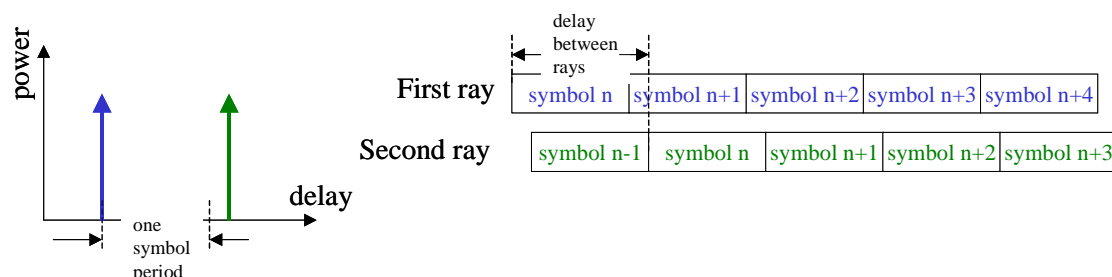 power
delay
one
symbol
period
delay
between
rays
First ray
symbol n
symbol n+1
symbol n+2
symbol n+3
symbol n+4
Second ray
symbol n-1
symbol n
symbol n+1
symbol n+2
symbol n+3